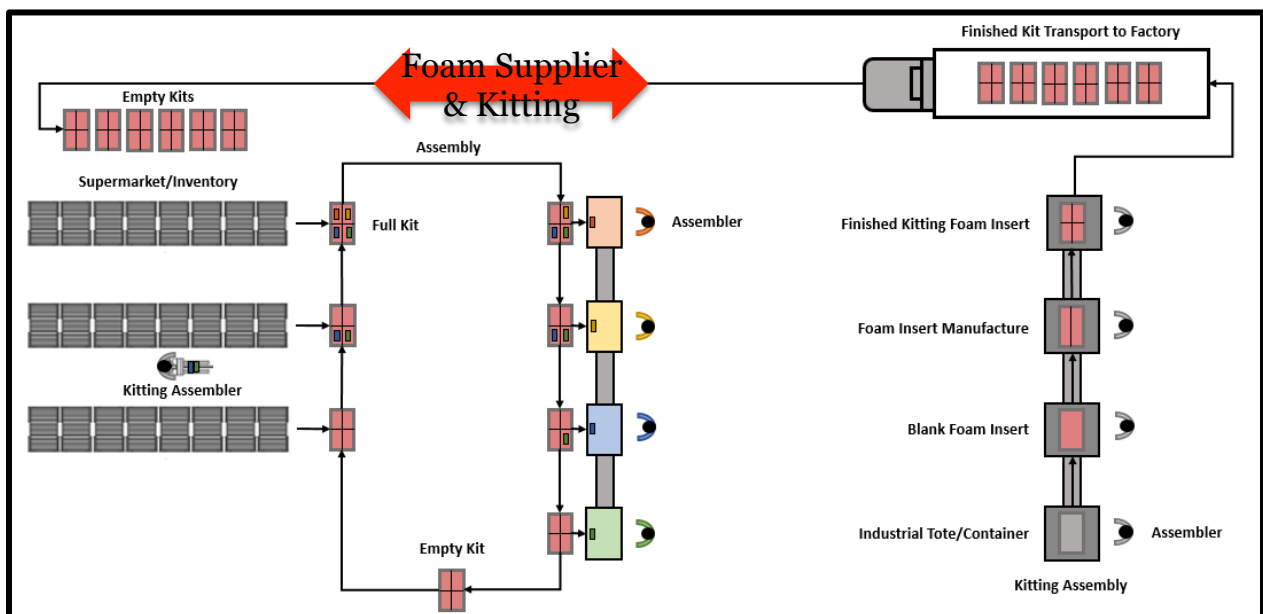 Finished Kit Transport to Factory
Foam Supplier
& Kitting
Empty Kits
Assembly
Supermarket/Inventory
Full Kit
Assembler
Finished Kitting Foam Insert
Foam Insert Manufacture
Kitting Assembler
Blank Foam Insert
Industrial Tote/Container
Assembler
Empty Kit
Kitting Assembly